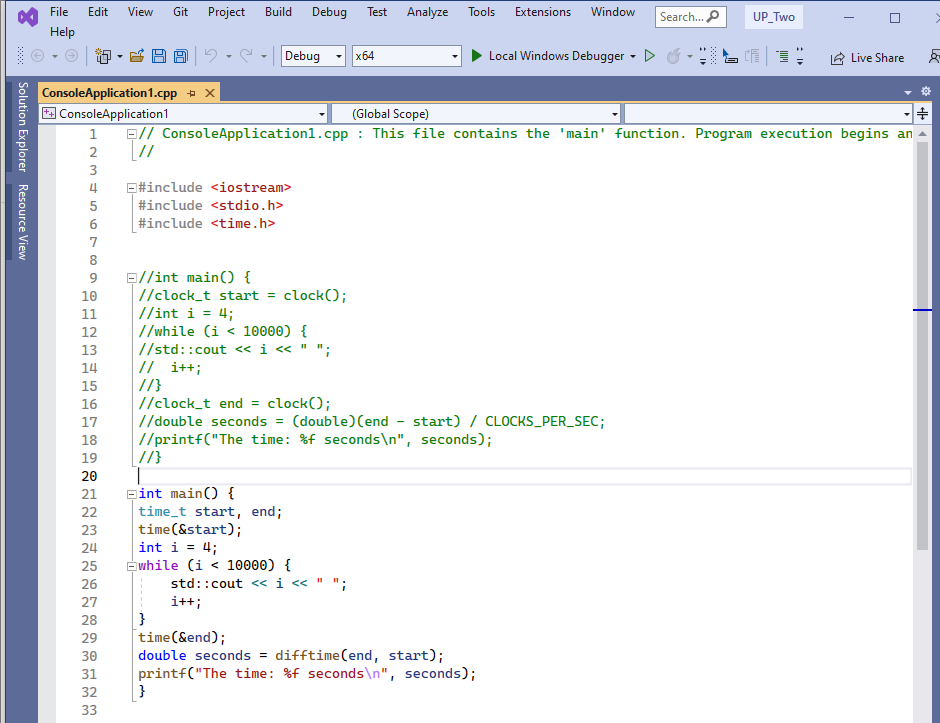 File Edit View Git Project Build Debug Test Analyze Tools Extensions Window Search... UP_Two
Help
Debug x64 Local Windows Debugger Live Share
Solution Explorer
Resource View
ConsoleApplication1.cpp
ConsoleApplication1 (Global Scope)
1 // ConsoleApplication1.cpp : This file contains the 'main' function. Program execution begins an
2 //
3
4 #include <iostream>
5 #include <stdio.h>
6 #include <time.h>
7
8
9 //int main() {
10 //clock_t start = clock();
11 //int i = 4;
12 //while (i < 10000) {
13 //std::cout << i << " ";
14 //  i++;
15 //}
16 //clock_t end = clock();
17 //double seconds = (double)(end - start) / CLOCKS_PER_SEC;
18 //printf("The time: %f seconds\n", seconds);
19 //}
20
21 int main() {
22 time_t start, end;
23 time(&start);
24 int i = 4;
25 while (i < 10000) {
26     std::cout << i << " ";
27     i++;
28 }
29 time(&end);
30 double seconds = difftime(end, start);
31 printf("The time: %f seconds\n", seconds);
32 }
33